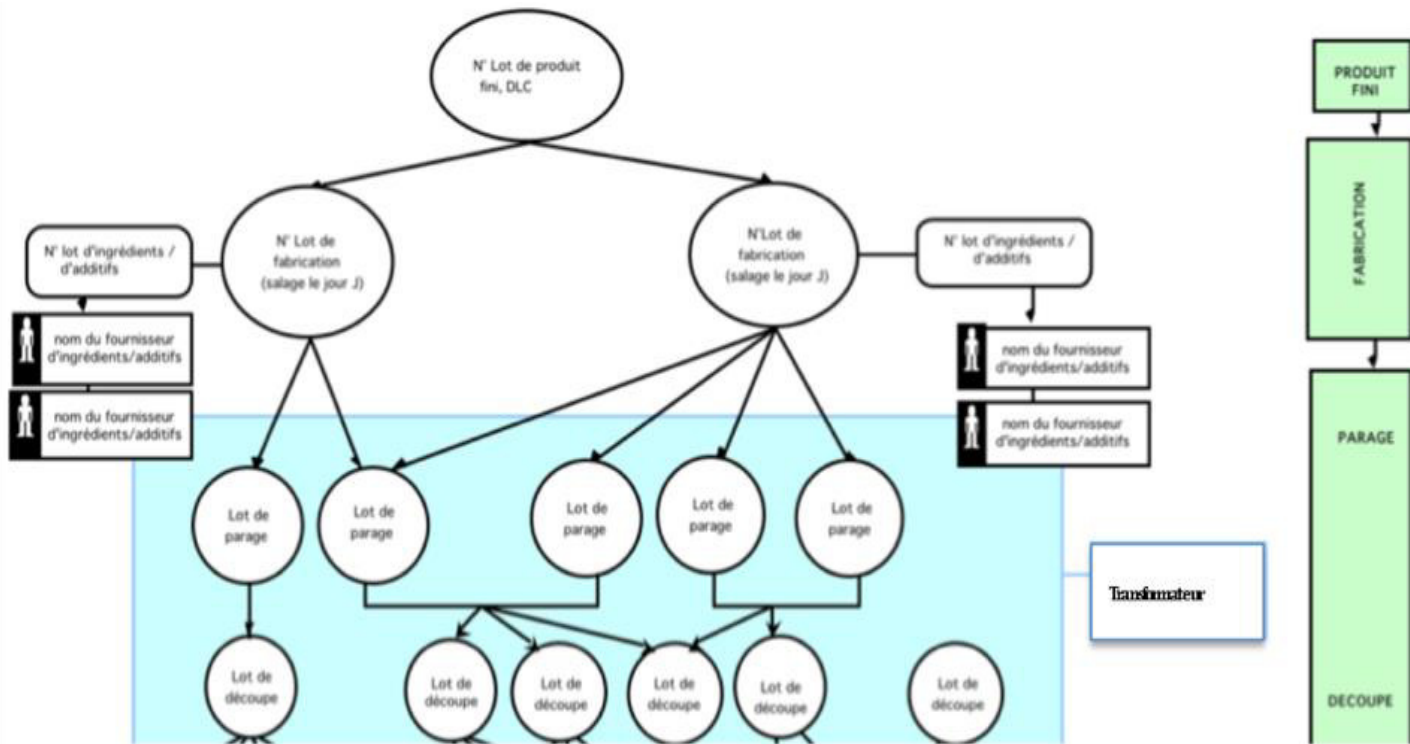 N° Lot de produit
fini, DLC
PRODUIT
FINI
N° Lot de
fabrication
(salage le jour J)
N°Lot de
fabrication
(salage le jour J)
N° lot d'ingrédients /
d'additifs
N° lot d'ingrédients /
d'additifs
FABRICATION
nom du fournisseur
d'ingrédients/additifs
nom du fournisseur
d'ingrédients/additifs
nom du fournisseur
d'ingrédients/additifs
nom du fournisseur
d'ingrédients/additifs
PARAGE
Lot de
parage
Lot de
parage
Lot de
parage
Lot de
parage
Lot de
parage
Transformateur
Lot de
découpe
Lot de
découpe
Lot de
découpe
Lot de
découpe
Lot de
découpe
Lot de
découpe
DECOUPE